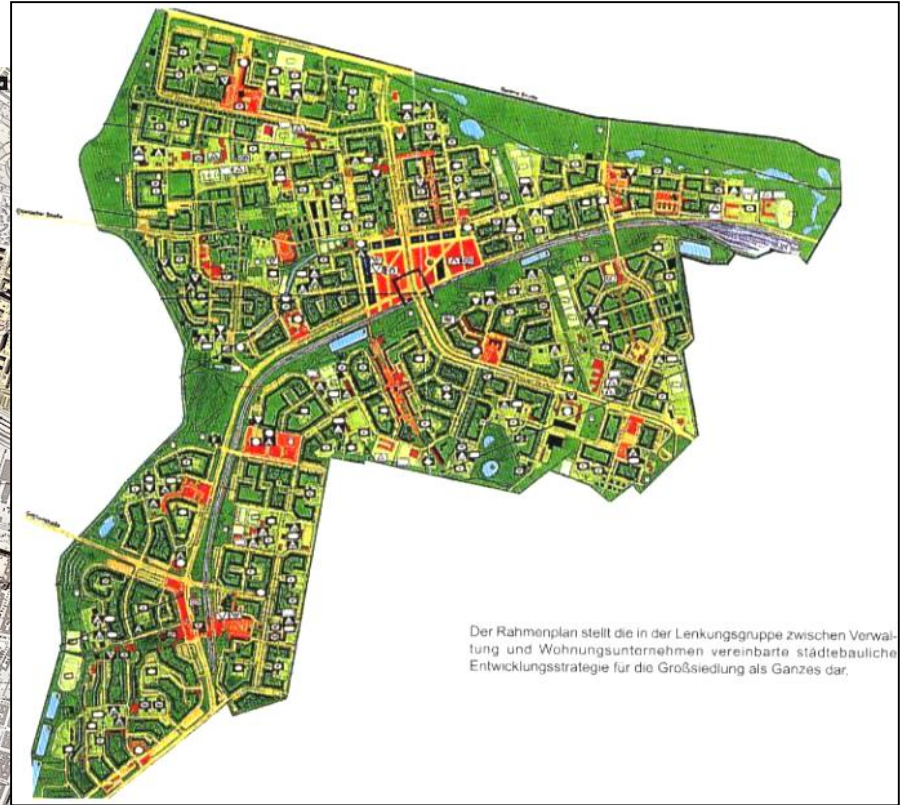 Der Rahmenplan stellt die in der Lenkungsgruppe zwischen Verwal-
tung und Wohnungsunternehmen vereinbarte städtebauliche
Entwicklungsstrategie für die Großsiedlung als Ganzes dar.